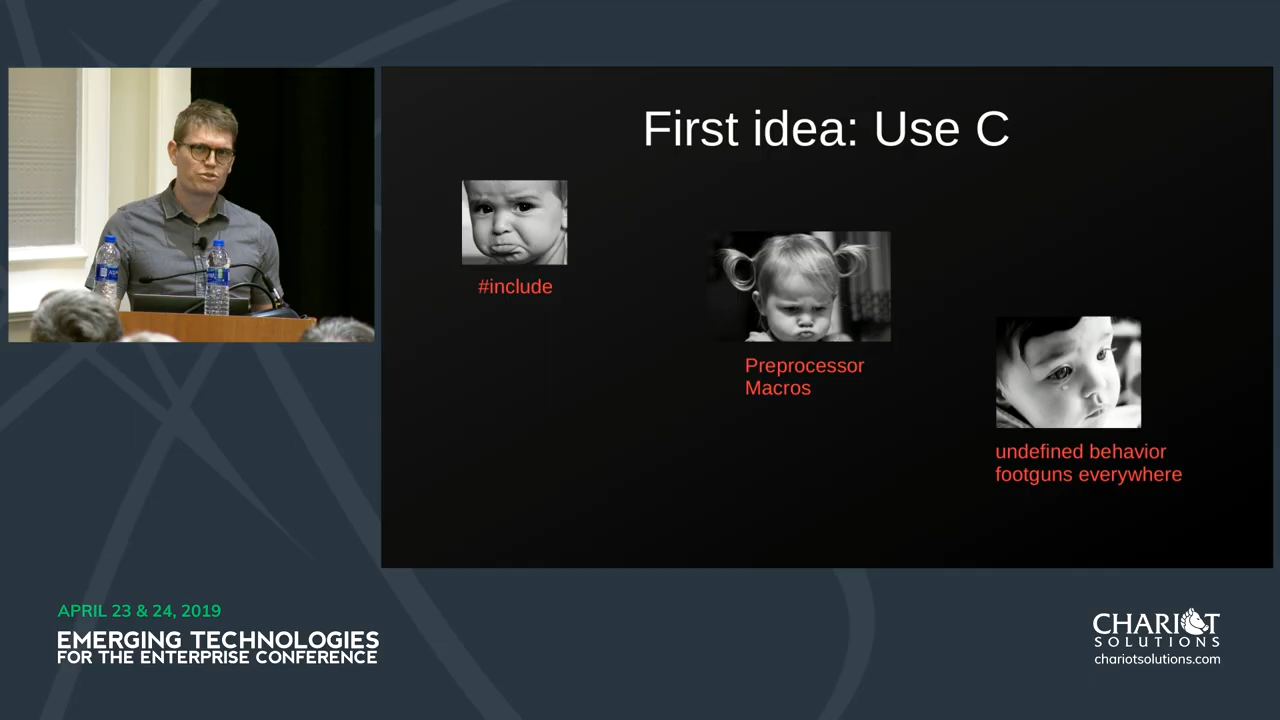 First idea: Use C
#include
Preprocessor
Macros
undefined behavior
footguns everywhere
APRIL 23 & 24, 2019
EMERGING TECHNOLOGIES
FOR THE ENTERPRISE CONFERENCE
CHARIOT
SOLUTIONS
chariotsolutions.com